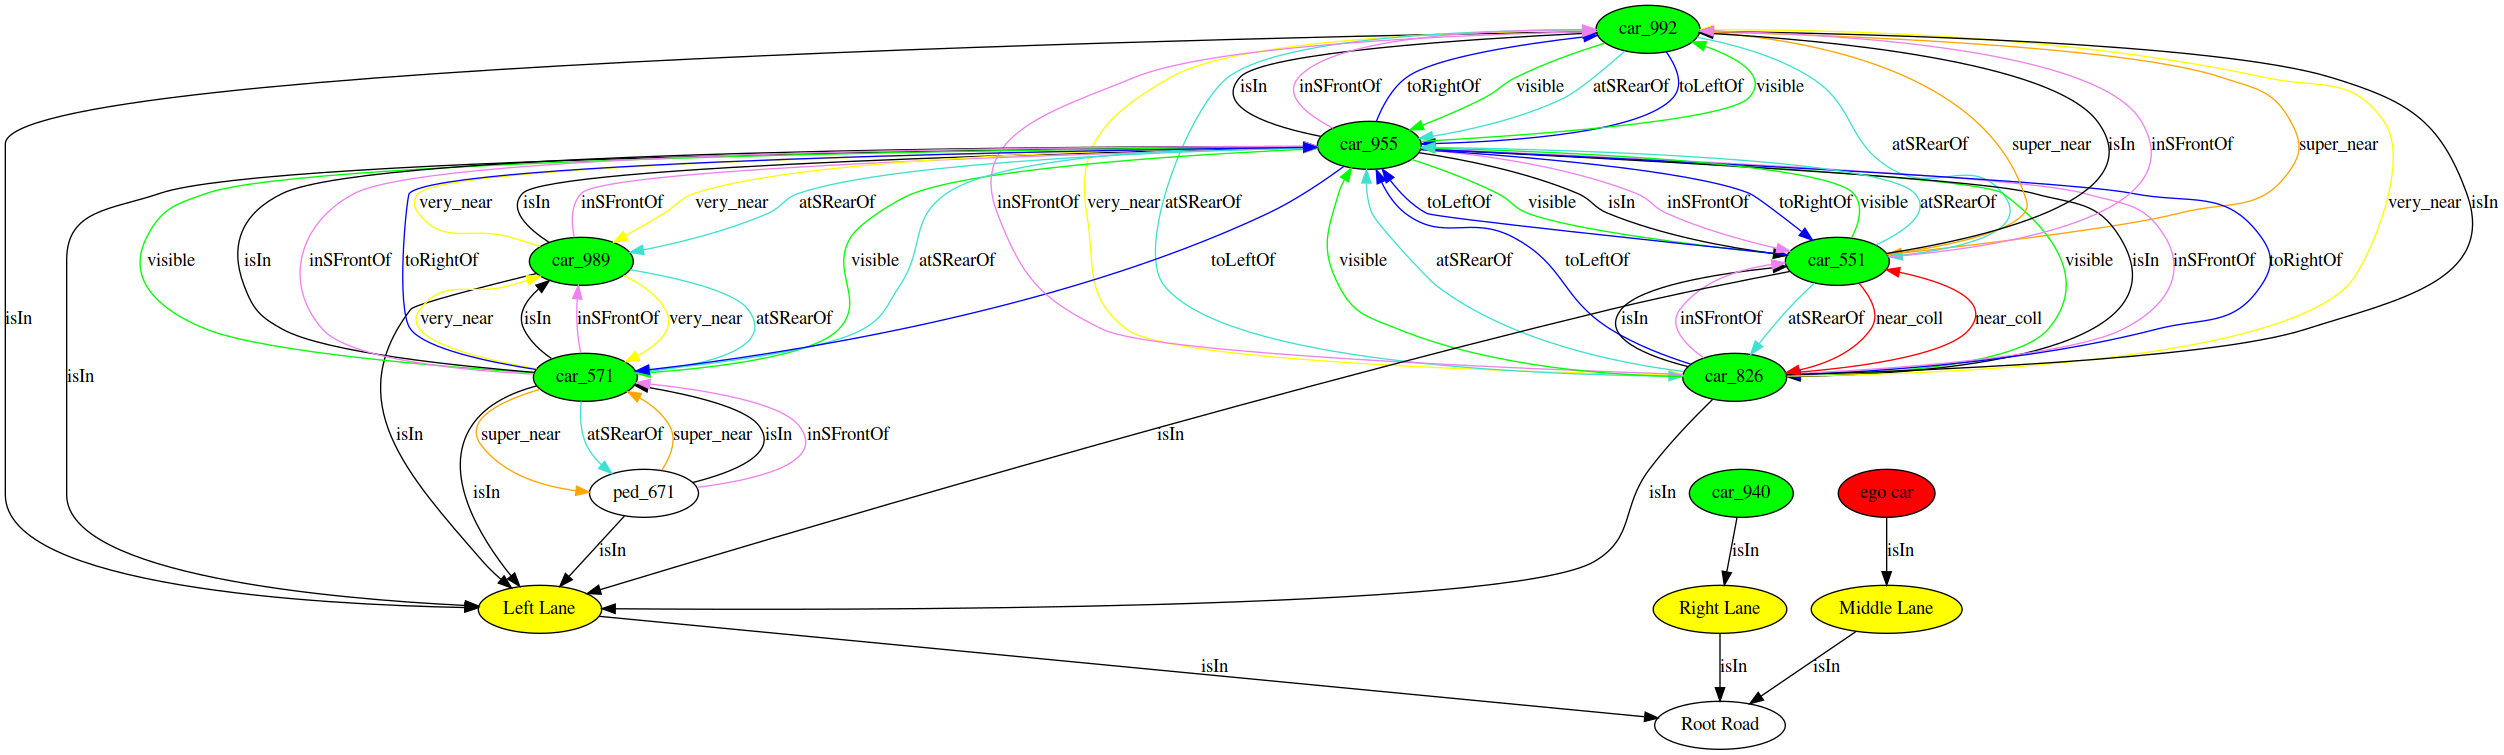 car_992
isIn inSFrontOf toRightOf visible atSRearOf toLeftOf visible
car_955
atSRearOf super_near isIn inSFrontOf super_near
very_near isIn inSFrontOf very_near atSRearOf inSFrontOf very_near atSRearOf toLeftOf visible isIn inSFrontOf toRightOf visible atSRearOf very_near isIn
visible isIn inSFrontOf toRightOf car_989 visible atSRearOf toLeftOf visible atSRearOf toLeftOf car_551 visible isIn inSFrontOf toRightOf
isIn very_near isIn inSFrontOf very_near atSRearOf isIn inSFrontOf atSRearOf near_coll near_coll
isIn car_571 car_826
isIn super_near atSRearOf super_near isIn inSFrontOf isIn
isIn ped_671 isIn car_940 ego car
isIn isIn isIn
Left Lane Right Lane Middle Lane
isIn isIn isIn
Root Road